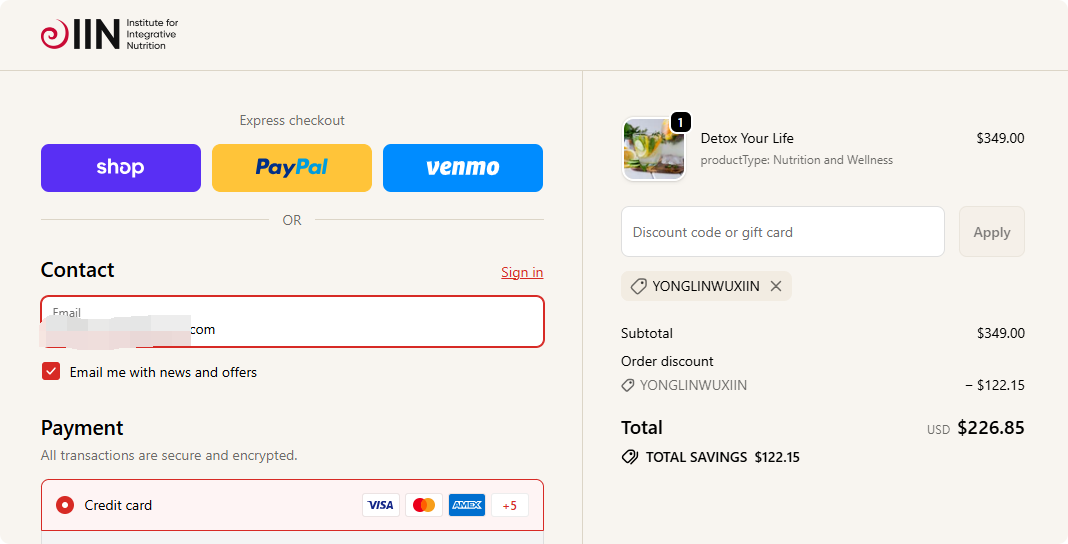 IIN
Institute for
Integrative
Nutrition
Express checkout
shop
PayPal
venmo
OR
Contact
Sign in
Email
com
Email me with news and offers
Payment
All transactions are secure and encrypted.
Credit card
VISA
AMEX
+5
1
Detox Your Life
$349.00
productType: Nutrition and Wellness
Discount code or gift card
Apply
YONGLINWUXIIN
Subtotal
$349.00
Order discount
YONGLINWUXIIN
− $122.15
Total
USD $226.85
TOTAL SAVINGS $122.15